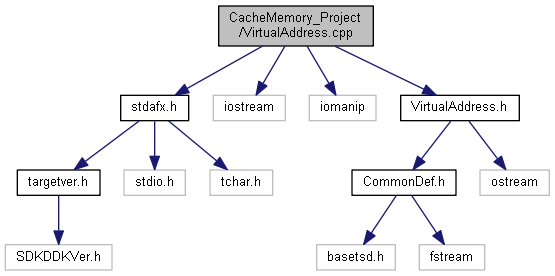 CacheMemory_Project
/VirtualAddress.cpp
stdafx.h
iostream
iomanip
VirtualAddress.h
targetver.h
stdio.h
tchar.h
CommonDef.h
ostream
SDKDDKVer.h
basetsd.h
fstream